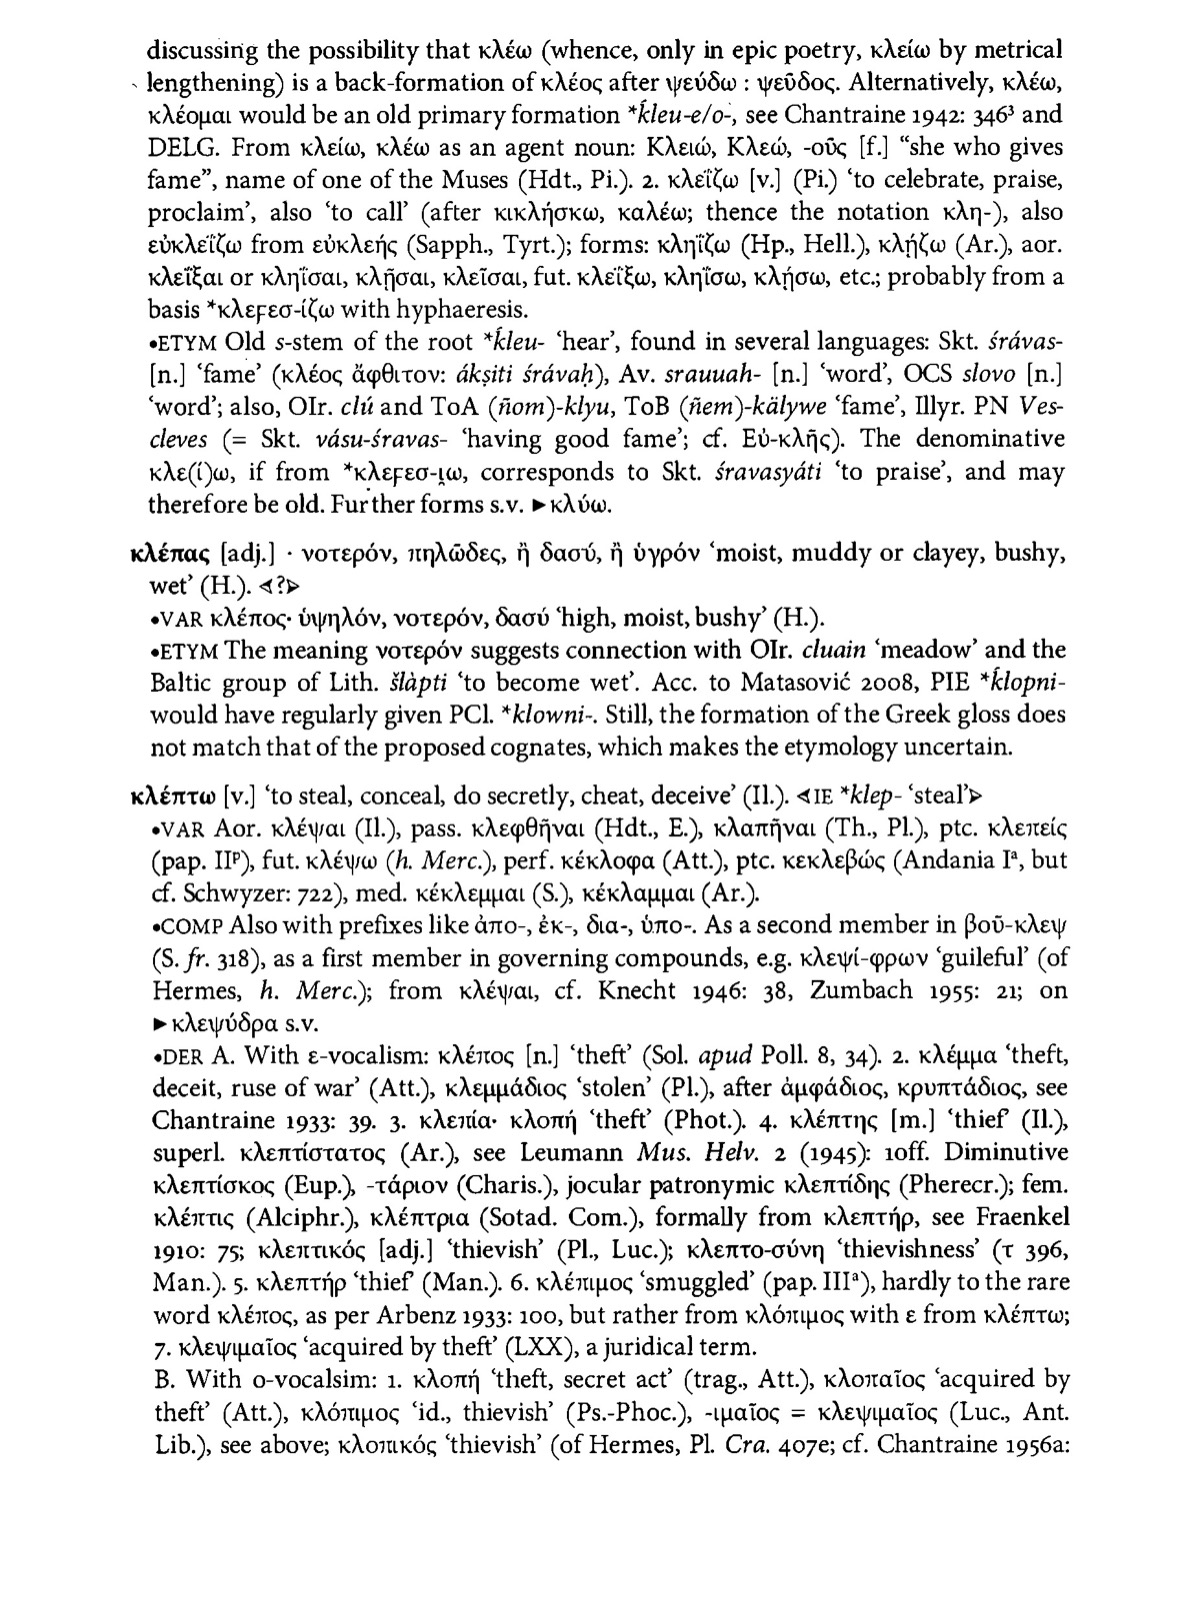 discussing the possibility that κλέω (whence, only in epic poetry, κλείω by metrical
lengthening) is a back-formation of κλέος after ψεύδω : ψεῦδος. Alternatively, κλέω,
κλέομαι would be an old primary formation *ḱleu-e/o-, see Chantraine 1942: 346³ and
DELG. From κλείω, κλέω as an agent noun: Κλειώ, Κλεώ, -οῦς [f.] “she who gives
fame”, name of one of the Muses (Hdt., Pi.). 2. κλεΐζω [v.] (Pi.) ‘to celebrate, praise,
proclaim’, also ‘to call’ (after κικλήσκω, καλέω; thence the notation κλη-), also
εὐκλεΐζω from εὐκλεής (Sapph., Tyrt.); forms: κληΐζω (Hp., Hell.), κλῄζω (Ar.), aor.
κλεΐξαι or κληΐσαι, κλῇσαι, κλεῖσαι, fut. κλεΐξω, κληΐσω, κλῄσω, etc.; probably from a
basis *κλεϝεσ-ίζω with hyphaeresis.
•ETYM Old s-stem of the root *ḱleu- ‘hear’, found in several languages: Skt. śrávas-
[n.] ‘fame’ (κλέος ἄφθιτον: ákṣiti śrávaḥ), Av. srauuah- [n.] ‘word’, OCS slovo [n.]
‘word’; also, OIr. clú and ToA (ñom)-klyu, ToB (ñem)-kälywe ‘fame’, Illyr. PN Ves-
cleves (= Skt. vásu-śravas- ‘having good fame’; cf. Εὐ-κλῆς). The denominative
κλε(ί)ω, if from *κλεϝεσ-ι̯ω, corresponds to Skt. śravasyáti ‘to praise’, and may
therefore be old. Further forms s.v. ►κλύω.
κλέπας [adj.] · νοτερόν, πηλῶδες, ἢ δασύ, ἢ ὑγρόν ‘moist, muddy or clayey, bushy,
wet’ (H.). ⋖?⋗
•VAR κλέπος· ὑψηλόν, νοτερόν, δασύ ‘high, moist, bushy’ (H.).
•ETYM The meaning νοτερόν suggests connection with OIr. cluain ‘meadow’ and the
Baltic group of Lith. šlàpti ‘to become wet’. Acc. to Matasović 2008, PIE *ḱlopni-
would have regularly given PCl. *klowni-. Still, the formation of the Greek gloss does
not match that of the proposed cognates, which makes the etymology uncertain.
κλέπτω [v.] ‘to steal, conceal, do secretly, cheat, deceive’ (Il.). ⋖IE *klep- ‘steal’⋗
•VAR Aor. κλέψαι (Il.), pass. κλεφθῆναι (Hdt., E.), κλαπῆναι (Th., Pl.), ptc. κλεπείς
(pap. IIᵖ), fut. κλέψω (h. Merc.), perf. κέκλοφα (Att.), ptc. κεκλεβώς (Andania Iᵃ, but
cf. Schwyzer: 722), med. κέκλεμμαι (S.), κέκλαμμαι (Ar.).
•COMP Also with prefixes like ἀπο-, ἐκ-, δια-, ὑπο-. As a second member in βοῦ-κλεψ
(S. fr. 318), as a first member in governing compounds, e.g. κλεψί-φρων ‘guileful’ (of
Hermes, h. Merc.); from κλέψαι, cf. Knecht 1946: 38, Zumbach 1955: 21; on
►κλεψύδρα s.v.
•DER A. With ε-vocalism: κλέπος [n.] ‘theft’ (Sol. apud Poll. 8, 34). 2. κλέμμα ‘theft,
deceit, ruse of war’ (Att.), κλεμμάδιος ‘stolen’ (Pl.), after ἀμφάδιος, κρυπτάδιος, see
Chantraine 1933: 39. 3. κλεπία· κλοπή ‘theft’ (Phot.). 4. κλέπτης [m.] ‘thief’ (Il.),
superl. κλεπτίστατος (Ar.), see Leumann Mus. Helv. 2 (1945): 10ff. Diminutive
κλεπτίσκος (Eup.), -τάριον (Charis.), jocular patronymic κλεπτίδης (Pherecr.); fem.
κλέπτις (Alciphr.), κλέπτρια (Sotad. Com.), formally from κλεπτήρ, see Fraenkel
1910: 75; κλεπτικός [adj.] ‘thievish’ (Pl., Luc.); κλεπτο-σύνη ‘thievishness’ (τ 396,
Man.). 5. κλεπτήρ ‘thief’ (Man.). 6. κλέπιμος ‘smuggled’ (pap. IIIᵃ), hardly to the rare
word κλέπος, as per Arbenz 1933: 100, but rather from κλόπιμος with ε from κλέπτω;
7. κλεψιμαῖος ‘acquired by theft’ (LXX), a juridical term.
B. With o-vocalsim: 1. κλοπή ‘theft, secret act’ (trag., Att.), κλοπαῖος ‘acquired by
theft’ (Att.), κλόπιμος ‘id., thievish’ (Ps.-Phoc.), -ιμαῖος = κλεψιμαῖος (Luc., Ant.
Lib.), see above; κλοπικός ‘thievish’ (of Hermes, Pl. Cra. 407e; cf. Chantraine 1956a: